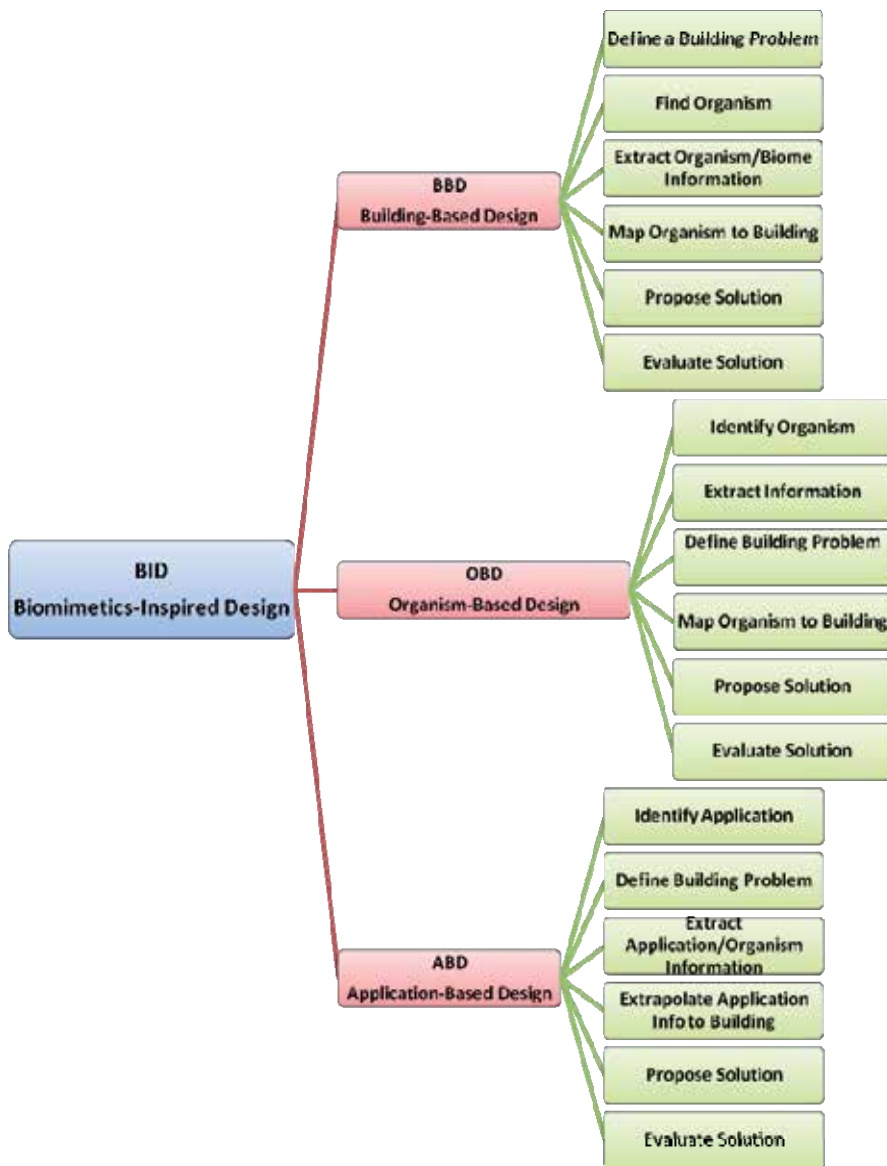 BID
Biomimetics-Inspired Design
BBD
Building-Based Design
Define a Building Problem
Find Organism
Extract Organism/Biome
Information
Map Organism to Building
Propose Solution
Evaluate Solution
OBD
Organism-Based Design
Identify Organism
Extract Information
Define Building Problem
Map Organism to Building
Propose Solution
Evaluate Solution
ABD
Application-Based Design
Identify Application
Define Building Problem
Extract
Application/Organism
Information
Extrapolate Application
Info to Building
Propose Solution
Evaluate Solution